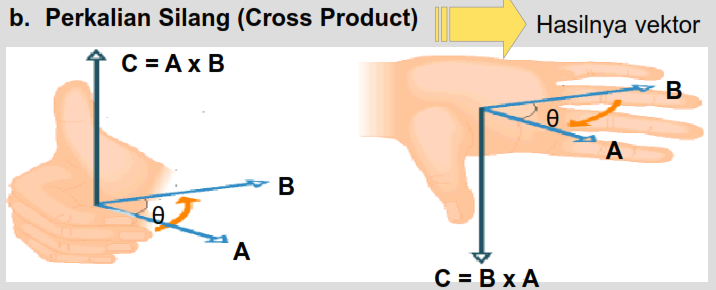 b. Perkalian Silang (Cross Product)
Hasilnya vektor
C = A x B
B
θ
A
B
θ
A
C = B x A